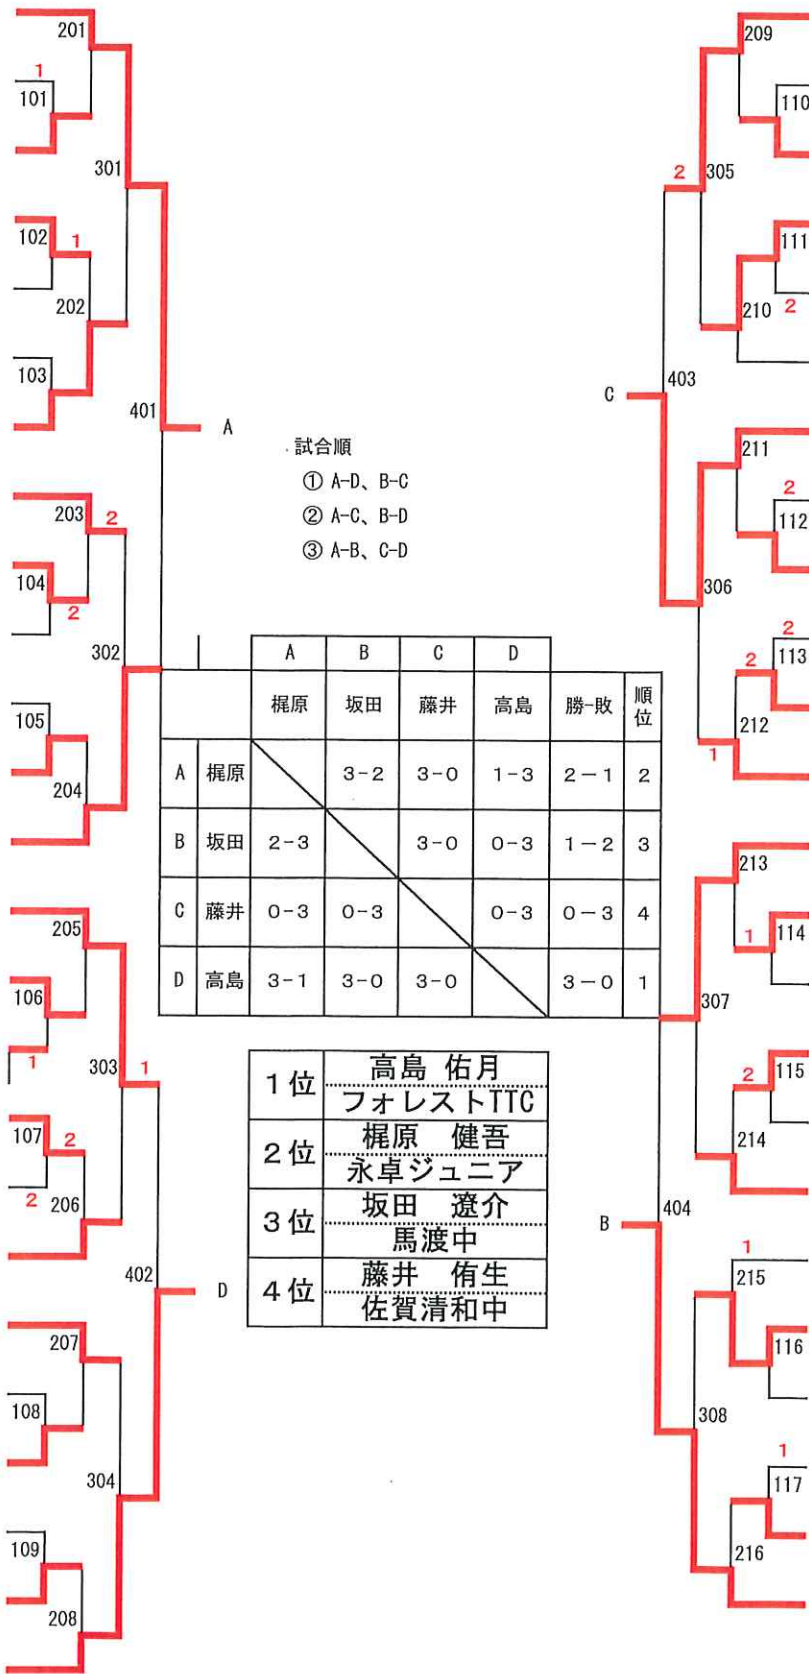 201
1
101
301
102
1
202
103
401
A
203
2
104
2
302
105
204
205
106
1
303
1
107
2
2
206
402
D
207
108
304
109
208
試合順
① A-D、B-C
② A-C、B-D
③ A-B、C-D
A B C D
梶原 坂田 藤井 高島 勝-敗 順位
A 梶原 3-2 3-0 1-3 2-1 2
B 坂田 2-3 3-0 0-3 1-2 3
C 藤井 0-3 0-3 0-3 0-3 4
D 高島 3-1 3-0 3-0 3-0 1
1位 高島 佑月
フォレストTTC
2位 梶原 健吾
永卓ジュニア
3位 坂田 遼介
馬渡中
4位 藤井 侑生
佐賀清和中
209
110
2
305
111
210
2
403
C
211
2
112
306
2
113
2
212
1
213
1
114
307
2
115
214
404
B
1
215
116
308
1
117
216